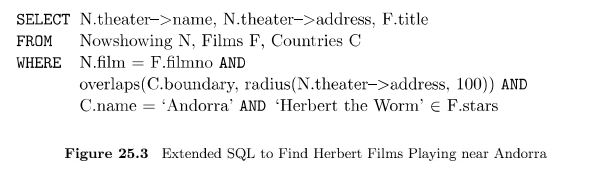 SELECT N.theater–>name, N.theater–>address, F.title
FROM Nowshowing N, Films F, Countries C
WHERE N.film = F.filmno AND
overlaps(C.boundary, radius(N.theater–>address, 100)) AND
C.name = ‘Andorra’ AND ‘Herbert the Worm’ ∈ F.stars
Figure 25.3 Extended SQL to Find Herbert Films Playing near Andorra